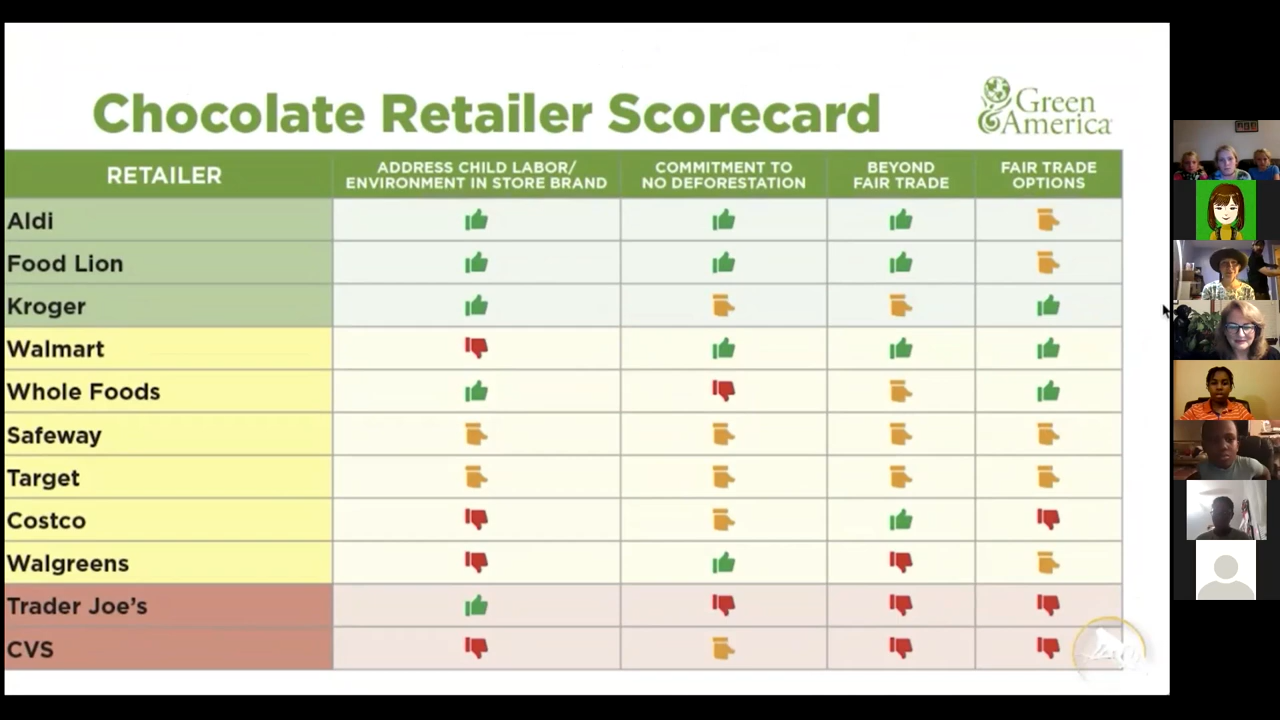 Chocolate Retailer Scorecard
Green
America
RETAILER
ADDRESS CHILD LABOR/
ENVIRONMENT IN STORE BRAND
COMMITMENT TO
NO DEFORESTATION
BEYOND
FAIR TRADE
FAIR TRADE
OPTIONS
Aldi
Food Lion
Kroger
Walmart
Whole Foods
Safeway
Target
Costco
Walgreens
Trader Joe’s
CVS